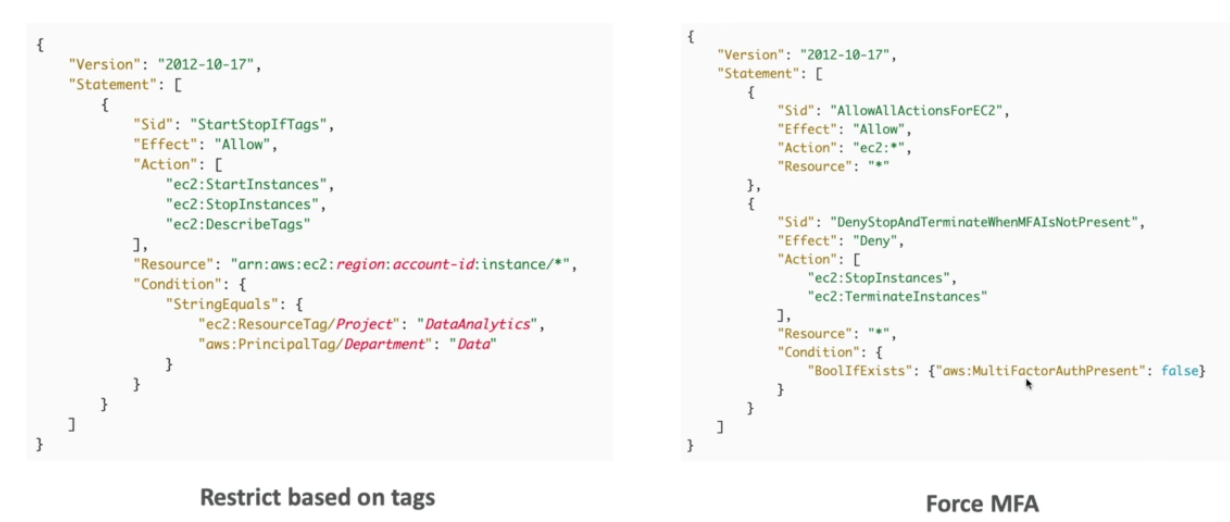 {
    "Version": "2012-10-17",
    "Statement": [
        {
            "Sid": "StartStopIfTags",
            "Effect": "Allow",
            "Action": [
                "ec2:StartInstances",
                "ec2:StopInstances",
                "ec2:DescribeTags"
            ],
            "Resource": "arn:aws:ec2:region:account-id:instance/*",
            "Condition": {
                "StringEquals": {
                    "ec2:ResourceTag/Project": "DataAnalytics",
                    "aws:PrincipalTag/Department": "Data"
                }
            }
        }
    ]
}
Restrict based on tags
{
    "Version": "2012-10-17",
    "Statement": [
        {
            "Sid": "AllowAllActionsForEC2",
            "Effect": "Allow",
            "Action": "ec2:*",
            "Resource": "*"
        },
        {
            "Sid": "DenyStopAndTerminateWhenMFAIsNotPresent",
            "Effect": "Deny",
            "Action": [
                "ec2:StopInstances",
                "ec2:TerminateInstances"
            ],
            "Resource": "*",
            "Condition": {
                "BoolIfExists": {"aws:MultiFactorAuthPresent": false}
            }
        }
    ]
}
Force MFA